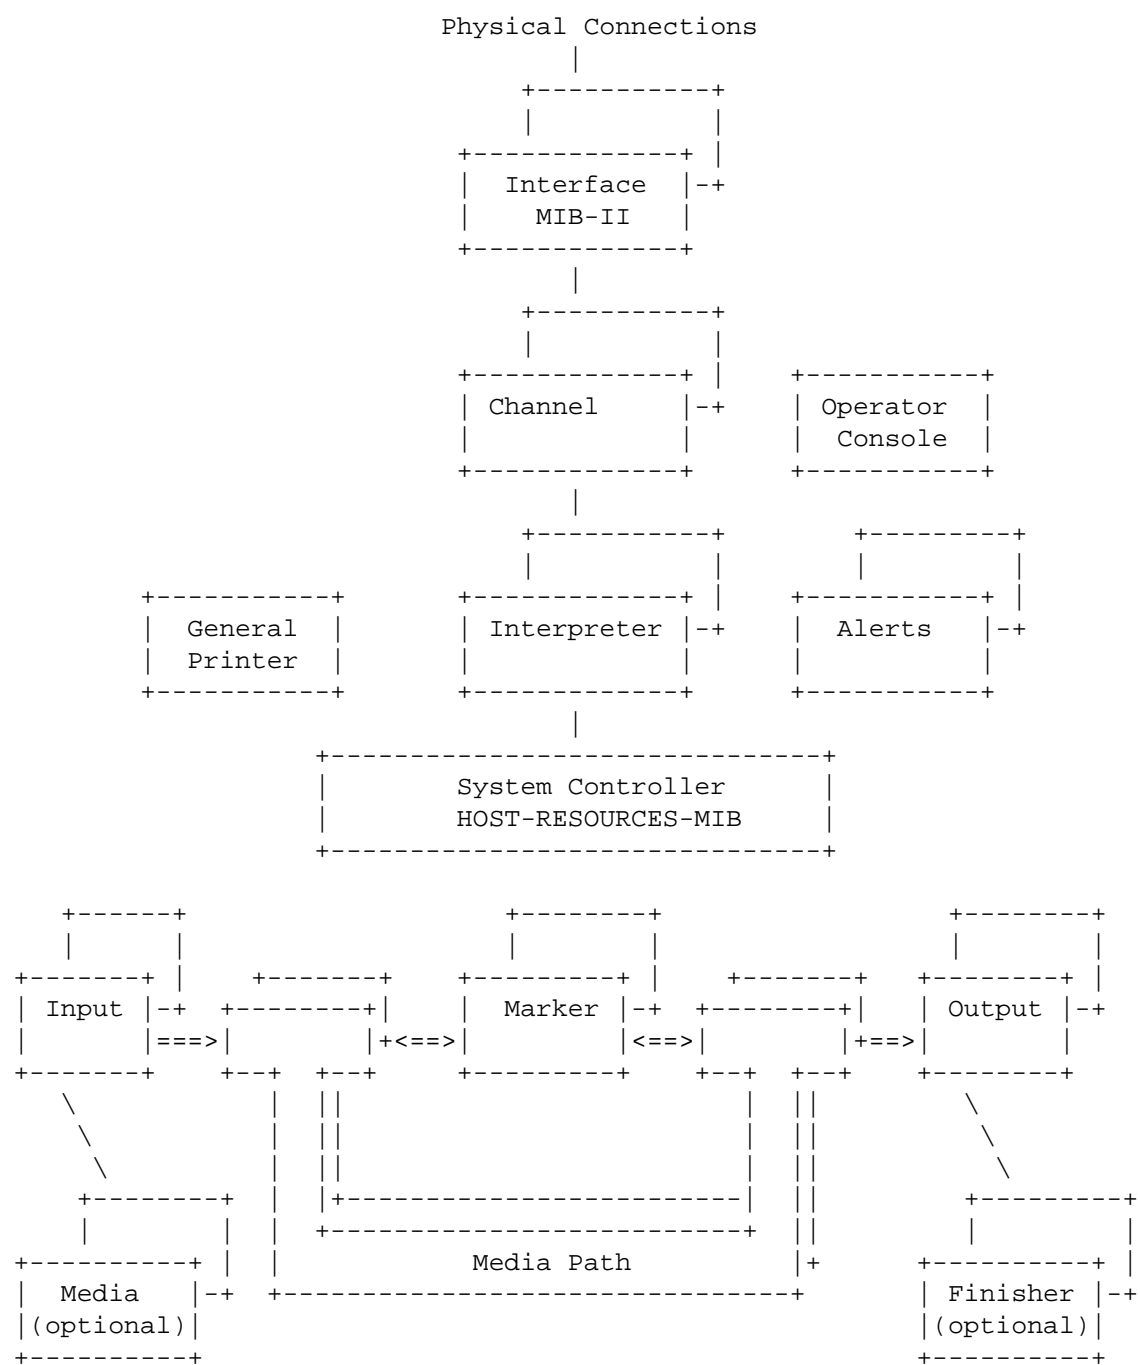 Physical Connections
Interface
MIB-II
Channel
Operator
Console
General
Printer
Interpreter
Alerts
System Controller
HOST-RESOURCES-MIB
Input
Marker
Output
Media Path
Media
(optional)
Finisher
(optional)